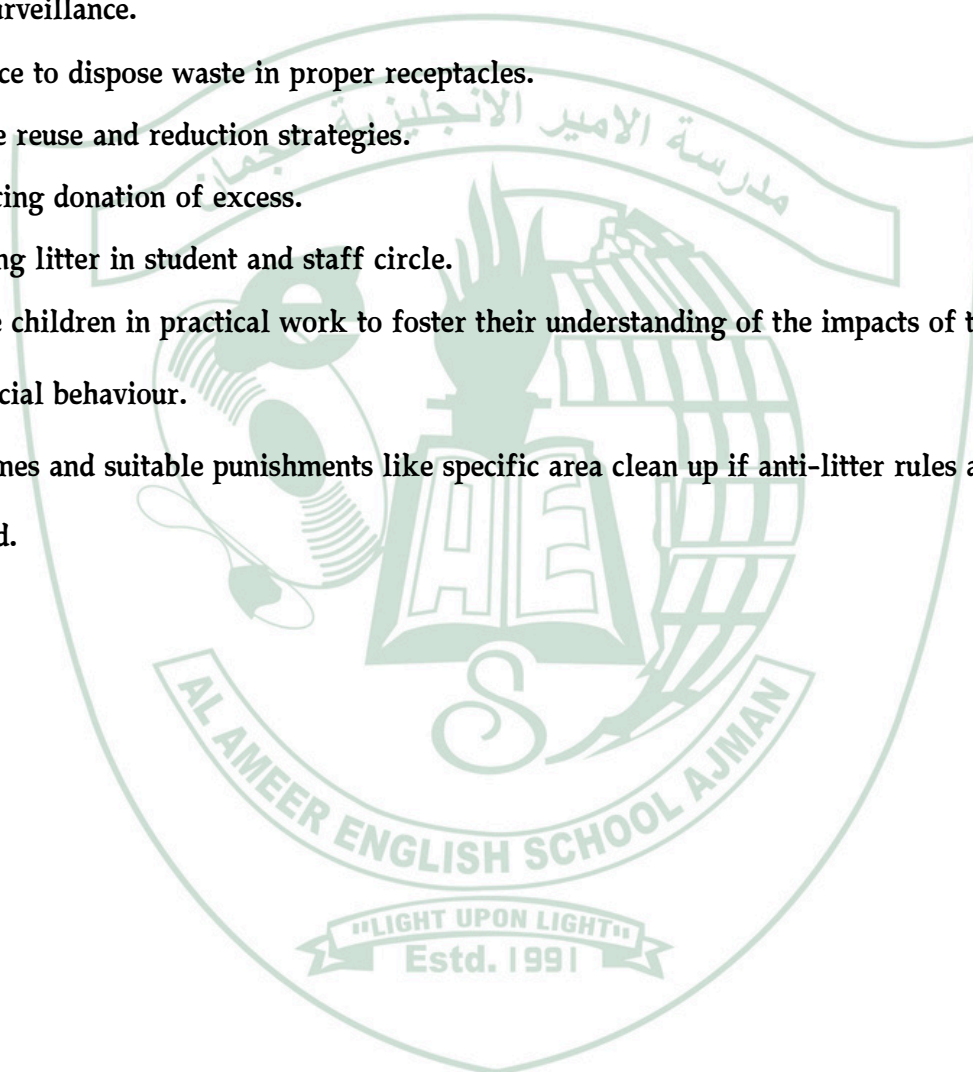 urveillance.
ce to dispose waste in proper receptacles.
e reuse and reduction strategies.
cing donation of excess.
ng litter in student and staff circle.
e children in practical work to foster their understanding of the impacts of t
cial behaviour.
mes and suitable punishments like specific area clean up if anti-litter rules a
d.
مدرسة الامير الانجليزية عجمان
AE
S
AL AMEER ENGLISH SCHOOL AJMAN
"LIGHT UPON LIGHT"
Estd. 1991